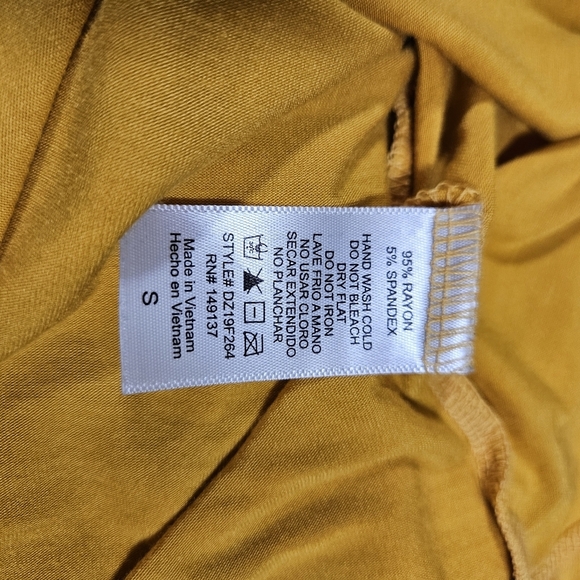 95% RAYON
5% SPANDEX
HAND WASH COLD
DO NOT BLEACH
DRY FLAT
DO NOT IRON
LAVE FRIO A MANO
NO USAR CLORO
SECAR EXTENDIDO
NO PLANCHAR
STYLE# DZ19F264
RN# 149137
Made in Vietnam
Hecho en Vietnam
S